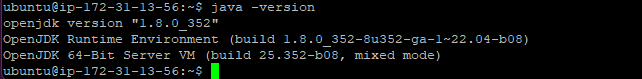 ubuntu@ip-172-31-13-56:~$ java -version
openjdk version "1.8.0_352"
OpenJDK Runtime Environment (build 1.8.0_352-8u352-ga-1~22.04-b08)
OpenJDK 64-Bit Server VM (build 25.352-b08, mixed mode)
ubuntu@ip-172-31-13-56:~$